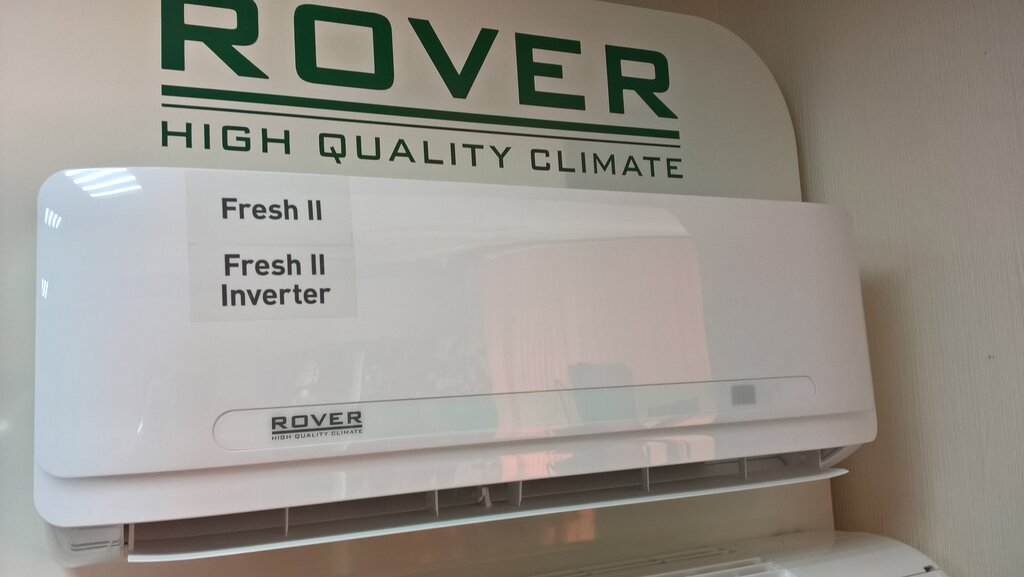 ROVER
HIGH QUALITY CLIMATE
Fresh II
Fresh II
Inverter
ROVER
HIGH QUALITY CLIMATE